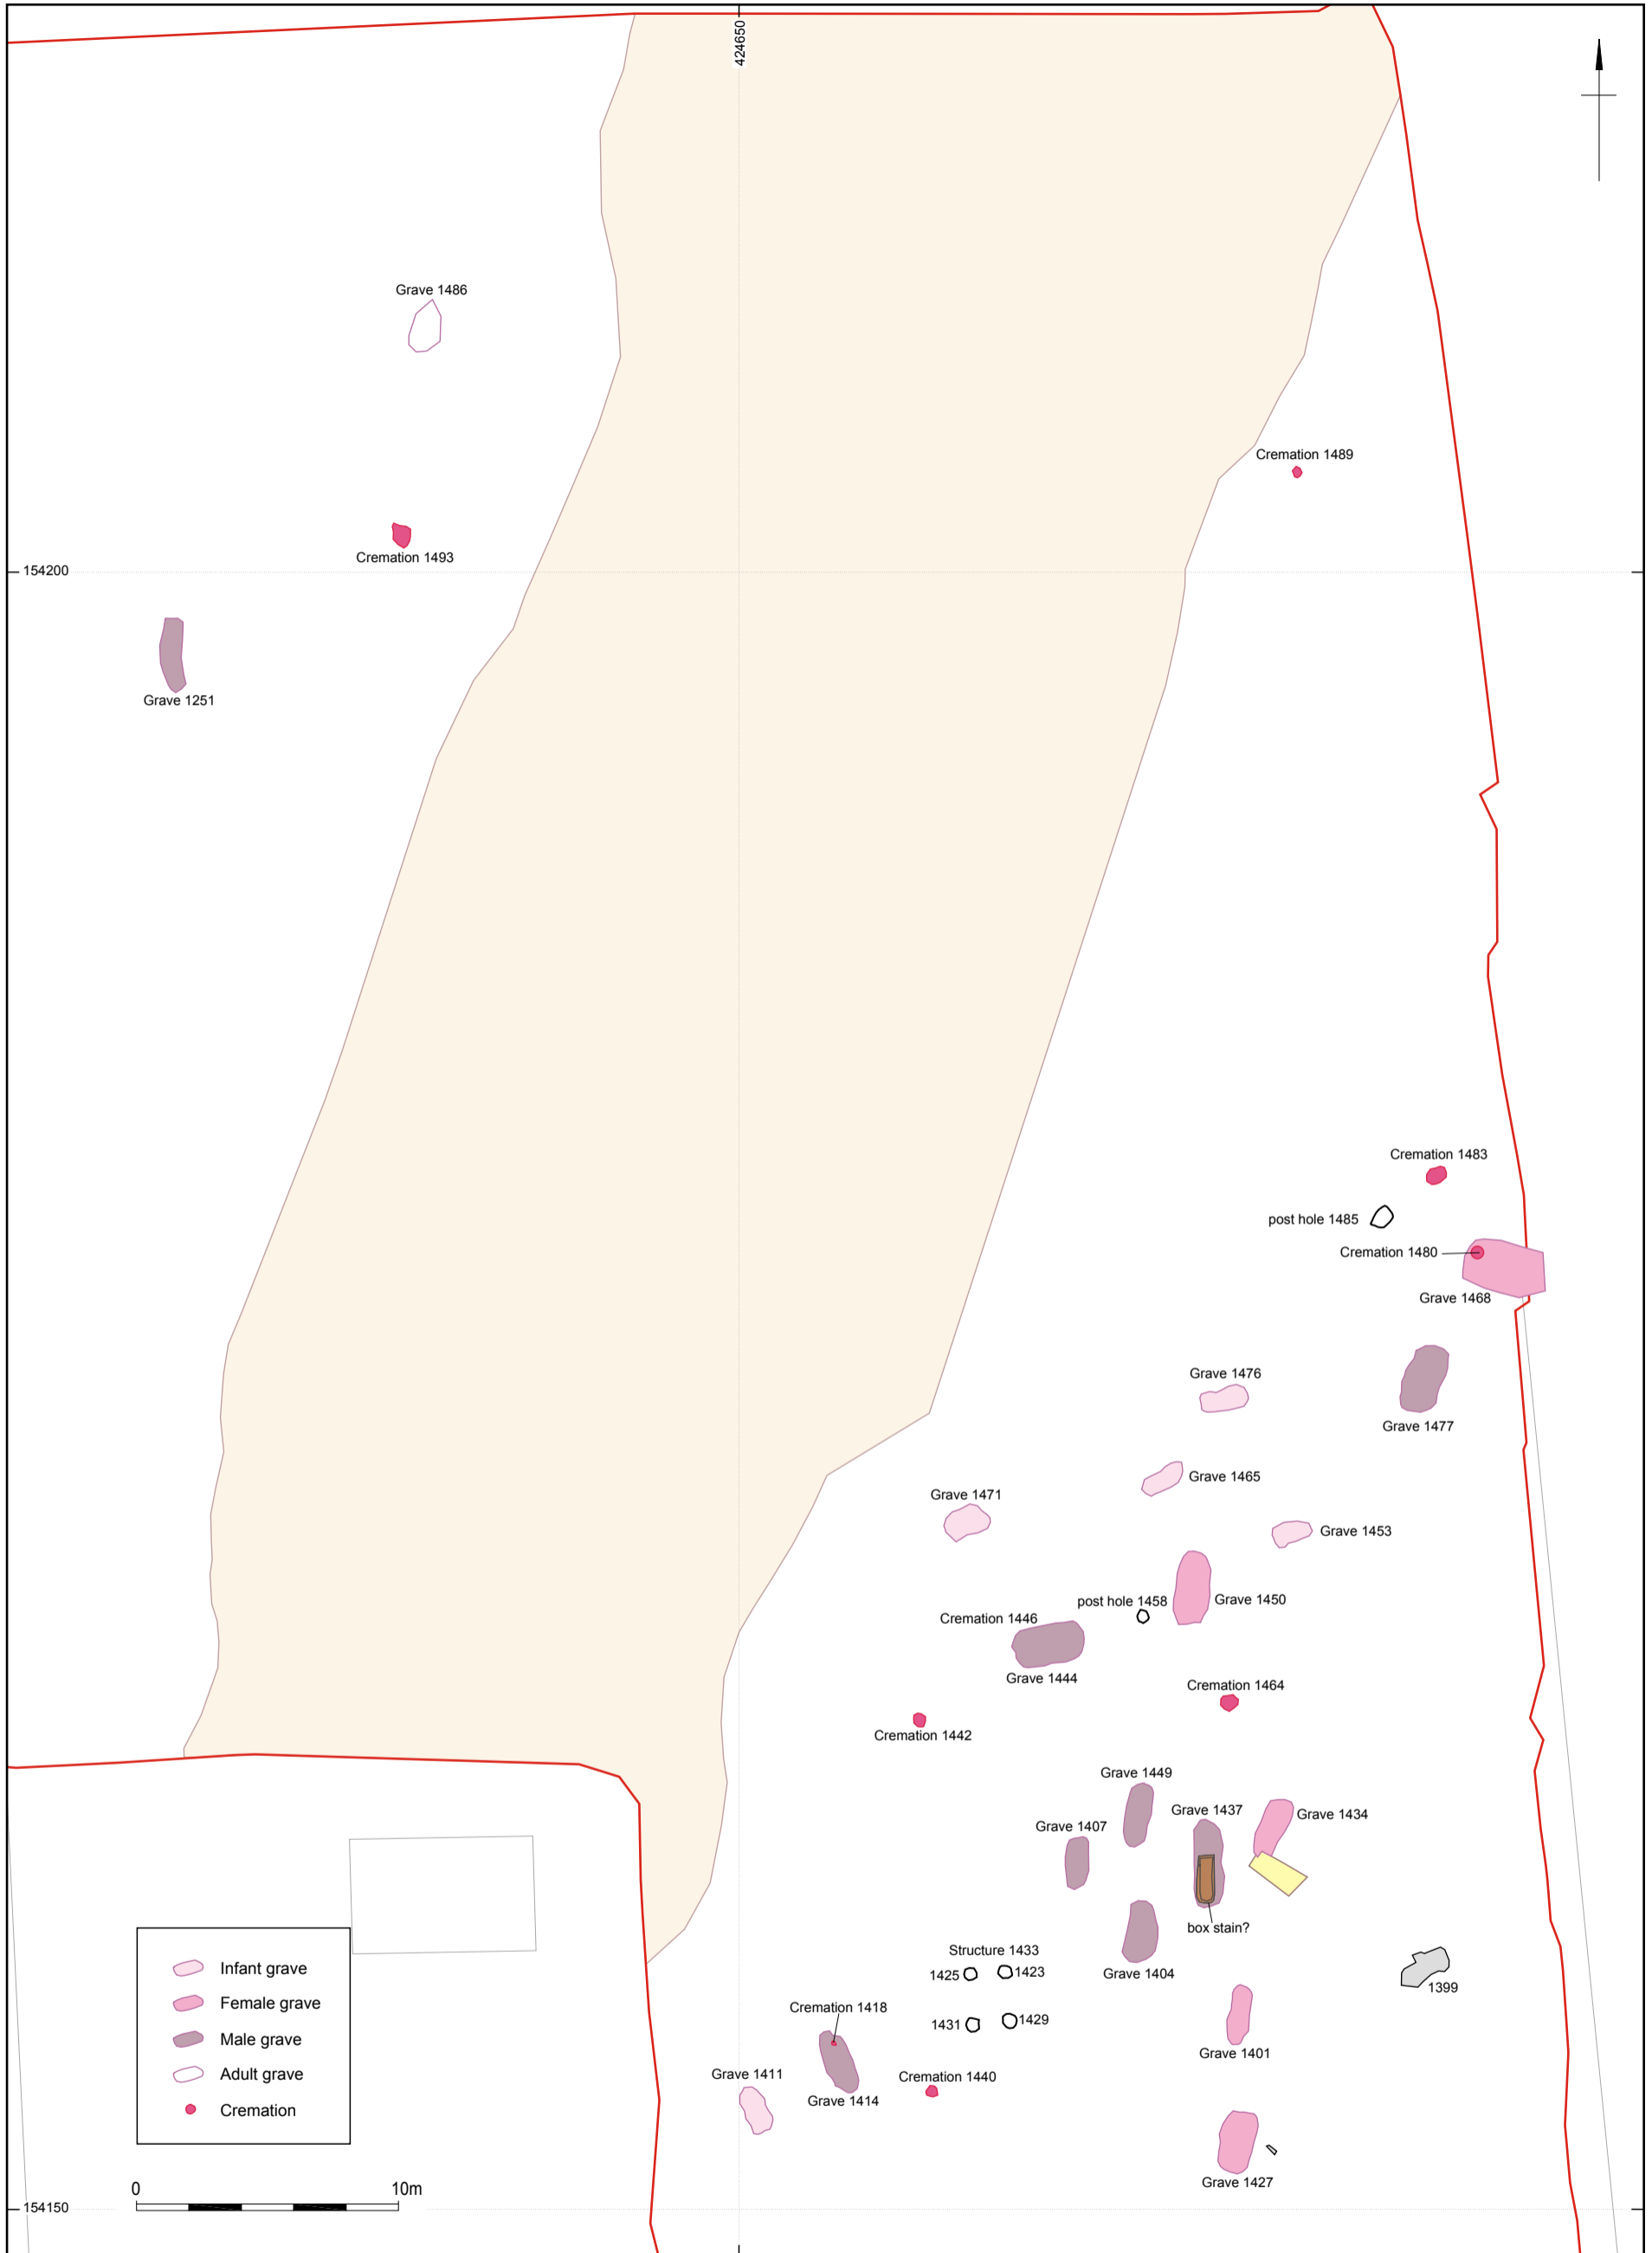 424650
Grave 1486
Cremation 1489
Cremation 1493
154200
Grave 1251
Cremation 1483
post hole 1485
Cremation 1480
Grave 1468
Grave 1476
Grave 1477
Grave 1465
Grave 1471
Grave 1453
Grave 1450
post hole 1458
Cremation 1446
Grave 1444
Cremation 1464
Cremation 1442
Grave 1449
Grave 1437
Grave 1434
Grave 1407
box stain?
Structure 1433
Grave 1404
1425
1423
1399
Cremation 1418
1431
1429
Grave 1401
Grave 1411
Cremation 1440
Grave 1414
Grave 1427
Infant grave
Female grave
Male grave
Adult grave
Cremation
0 10m
154150